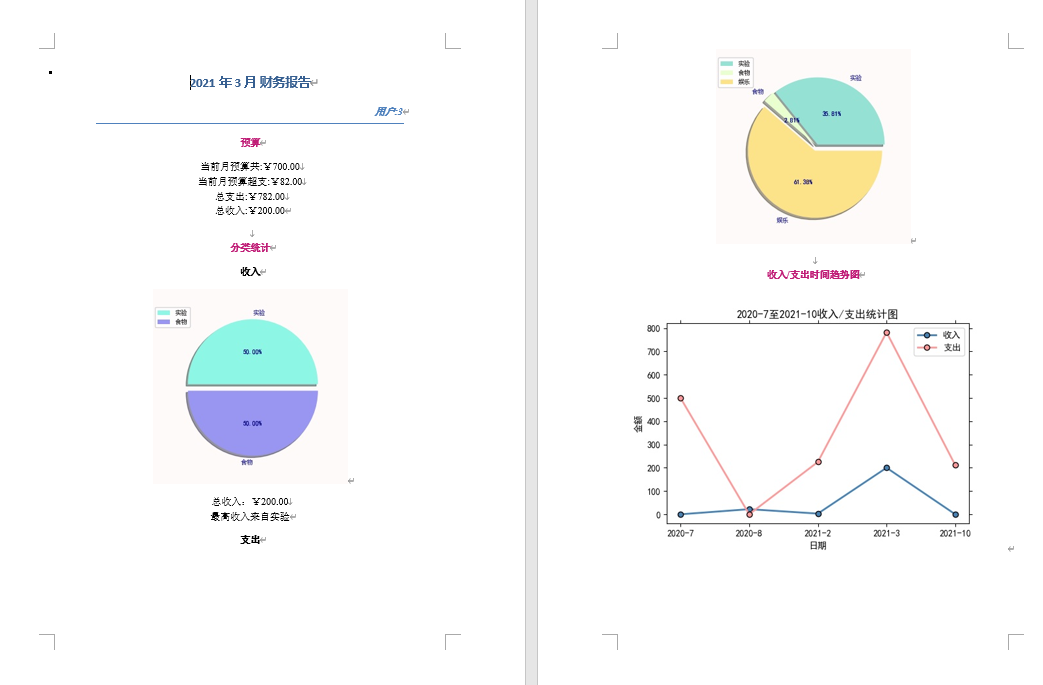 2021 年 3 月 财务报告
用户:3
预算
当前月预算共:￥700.00
当前月预算超支:￥82.00
总支出:￥782.00
总收入:￥200.00
分类统计
收入
实验
食物
实验
50.00%
50.00%
食物
总收入：￥200.00
最高收入来自实验
支出
实验
食物
娱乐
实验
食物
35.81%
2.81%
61.38%
娱乐
收入/支出时间趋势图
2020-7至2021-10收入/支出统计图
收入
支出
800
700
600
500
400
300
200
100
0
金额
2020-7 2020-8 2021-2 2021-3 2021-10
日期